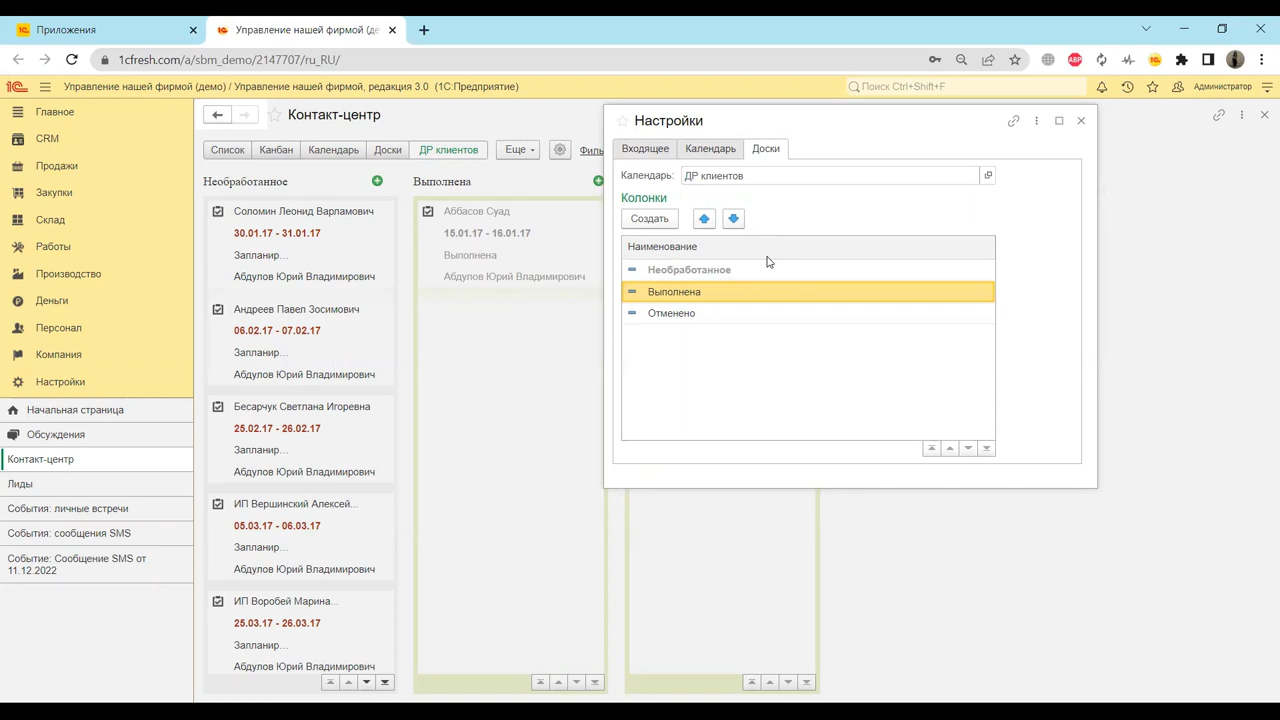 Приложения
Управление нашей фирмой (де
1cfresh.com/a/sbm_demo/2147707/ru_RU/
ABP
Управление нашей фирмой (демо) / Управление нашей фирмой, редакция 3.0 (1С:Предприятие)
Поиск Ctrl+Shift+F
Администратор
Главное
CRM
Продажи
Закупки
Склад
Работы
Производство
Деньги
Персонал
Компания
Настройки
Начальная страница
Обсуждения
Контакт-центр
Лиды
События: личные встречи
События: сообщения SMS
Событие: Сообщение SMS от
11.12.2022
Контакт-центр
Список
Канбан
Календарь
Доски
ДР клиентов
Еще
Филь
Необработанное
Соломин Леонид Варламович
30.01.17 - 31.01.17
Запланир...
Абдулов Юрий Владимирович
Андреев Павел Зосимович
06.02.17 - 07.02.17
Запланир...
Абдулов Юрий Владимирович
Бесарчук Светлана Игоревна
25.02.17 - 26.02.17
Запланир...
Абдулов Юрий Владимирович
ИП Вершинский Алексей...
05.03.17 - 06.03.17
Запланир...
Абдулов Юрий Владимирович
ИП Воробей Марина...
25.03.17 - 26.03.17
Запланир...
Абдулов Юрий Владимирович
Выполнена
Аббасов Суад
15.01.17 - 16.01.17
Выполнена
Абдулов Юрий Владимирович
Настройки
Входящее
Календарь
Доски
Календарь: ДР клиентов
Колонки
Создать
Наименование
Необработанное
Выполнена
Отменено